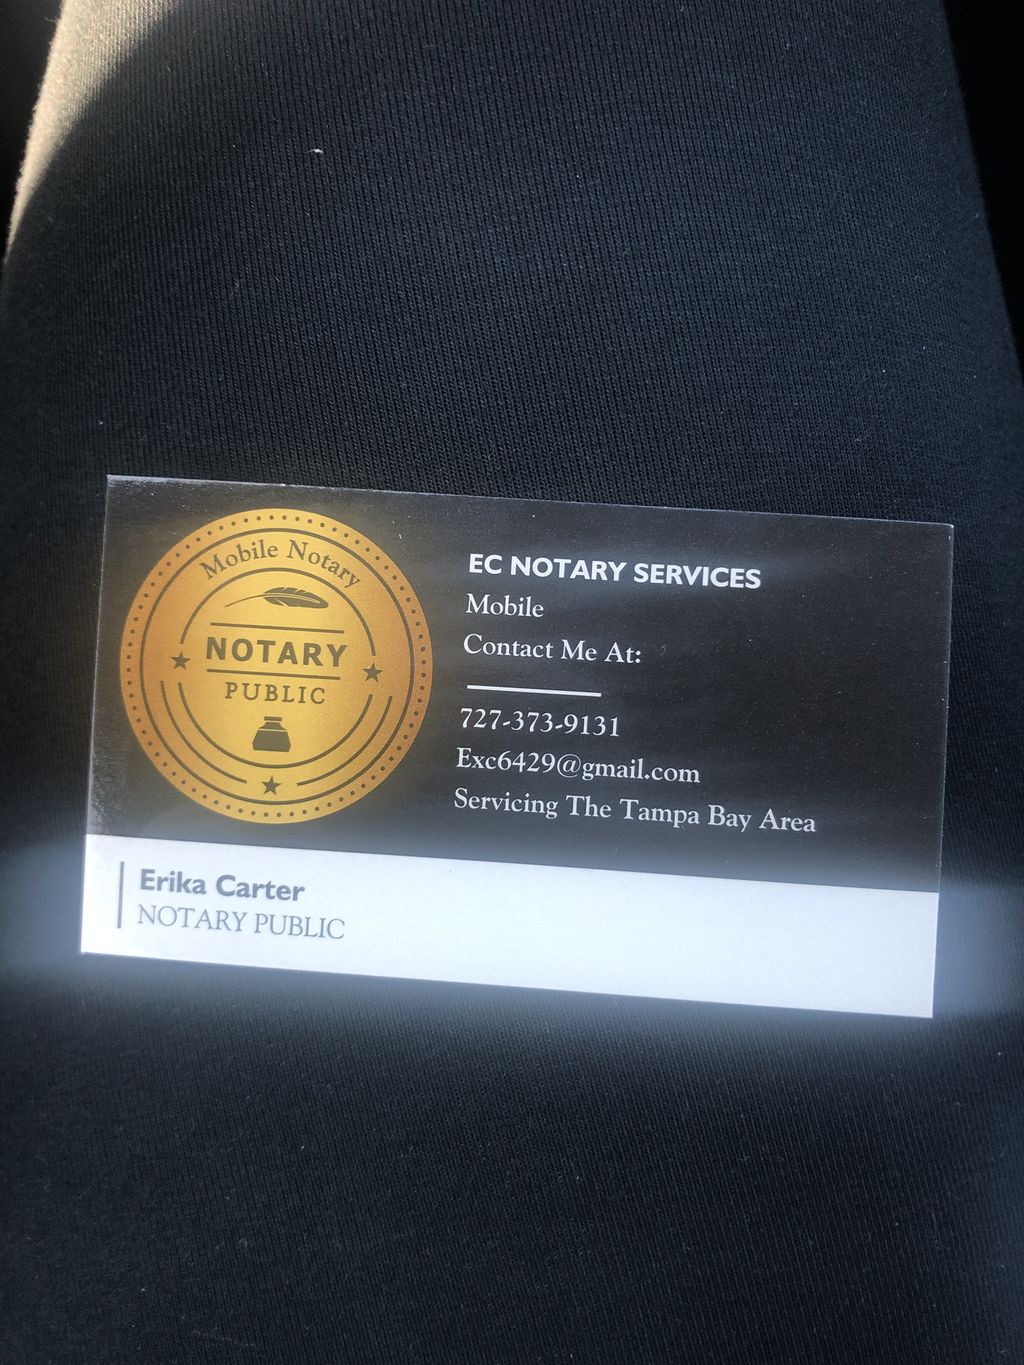 Mobile Notary
NOTARY
PUBLIC
EC NOTARY SERVICES
Mobile
Contact Me At:
727-373-9131
Exc6429@gmail.com
Servicing The Tampa Bay Area
Erika Carter
NOTARY PUBLIC